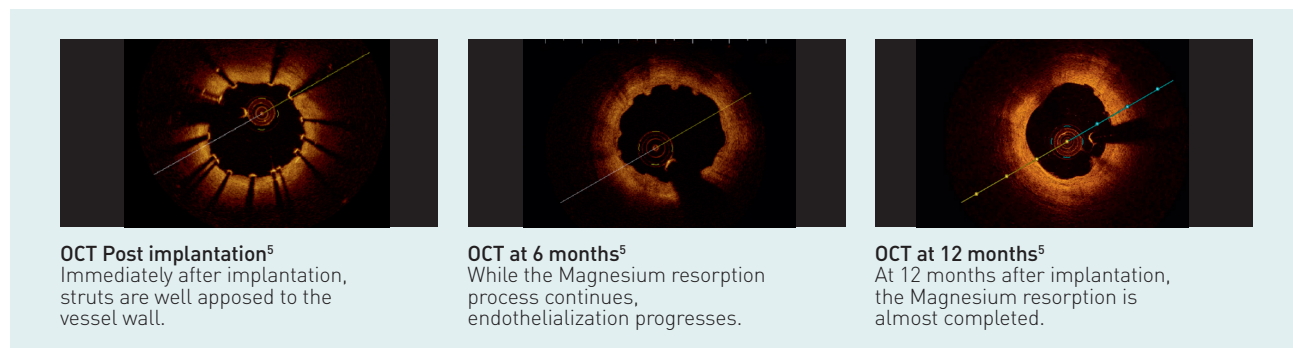 OCT Post implantation⁵
Immediately after implantation,
struts are well apposed to the
vessel wall.
OCT at 6 months⁵
While the Magnesium resorption
process continues,
endothelialization progresses.
OCT at 12 months⁵
At 12 months after implantation,
the Magnesium resorption is
almost completed.